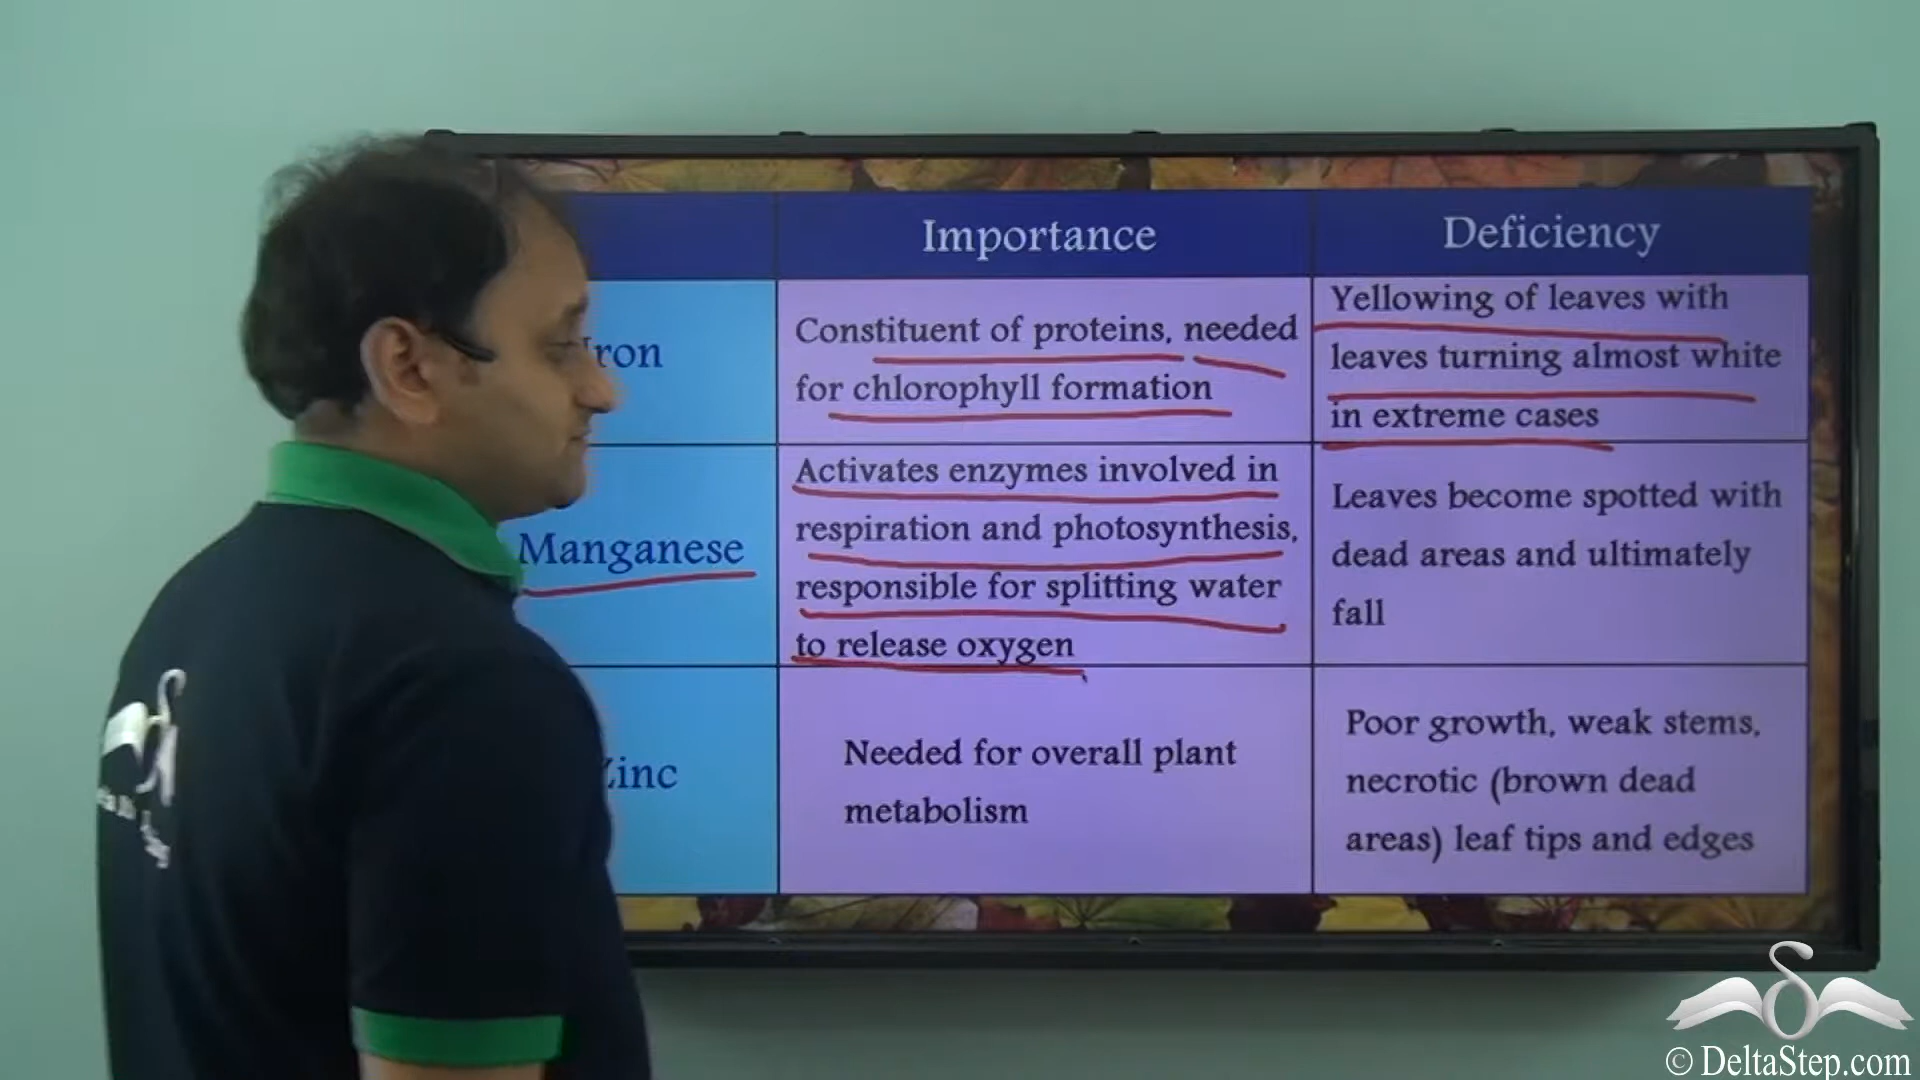 Importance
Deficiency
Iron
Constituent of proteins, needed
for chlorophyll formation
Yellowing of leaves with
leaves turning almost white
in extreme cases
Manganese
Activates enzymes involved in
respiration and photosynthesis,
responsible for splitting water
to release oxygen
Leaves become spotted with
dead areas and ultimately
fall
Zinc
Needed for overall plant
metabolism
Poor growth, weak stems,
necrotic (brown dead
areas) leaf tips and edges
© DeltaStep.com